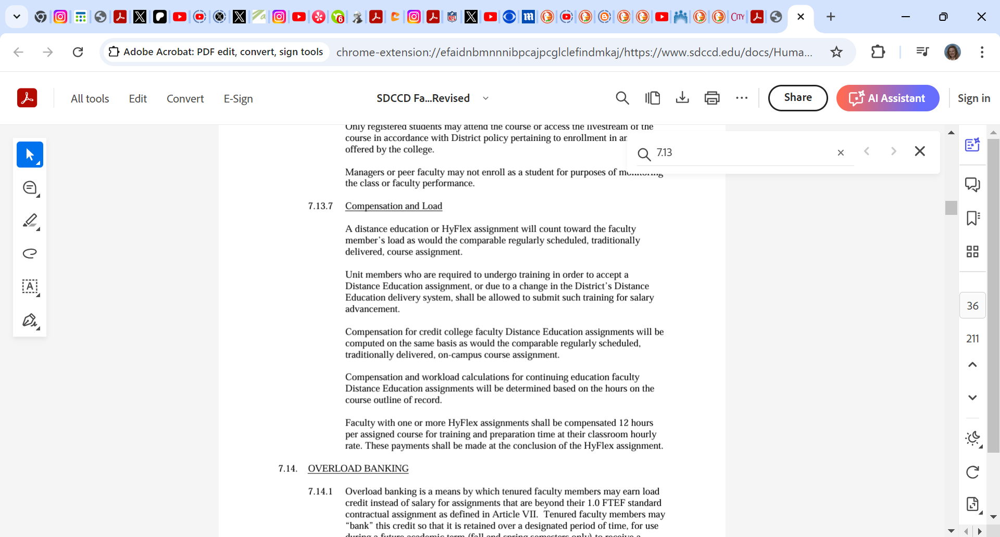 6
NFL
m
CITY
Adobe Acrobat: PDF edit, convert, sign tools
chrome-extension://efaidnbmnnnibpcajpcglclefindmkaj/https://www.sdccd.edu/docs/Huma...
All tools
Edit
Convert
E-Sign
SDCCD Fa...Revised
Share
AI Assistant
Sign in
7.13
Only registered students may attend the course or access the livestream of the
course in accordance with District policy pertaining to enrollment in
offered by the college.
Managers or peer faculty may not enroll as a student for purposes of monitoring
the class or faculty performance.
7.13.7 Compensation and Load
A distance education or HyFlex assignment will count toward the faculty
member's load as would the comparable regularly scheduled, traditionally
delivered, course assignment.
Unit members who are required to undergo training in order to accept a
Distance Education assignment, or due to a change in the District's Distance
Education delivery system, shall be allowed to submit such training for salary
advancement.
Compensation for credit college faculty Distance Education assignments will be
computed on the same basis as would the comparable regularly scheduled,
traditionally delivered, on-campus course assignment.
Compensation and workload calculations for continuing education faculty
Distance Education assignments will be determined based on the hours on the
course outline of record.
Faculty with one or more HyFlex assignments shall be compensated 12 hours
per assigned course for training and preparation time at their classroom hourly
rate. These payments shall be made at the conclusion of the HyFlex assignment.
7.14. OVERLOAD BANKING
7.14.1 Overload banking is a means by which tenured faculty members may earn load
credit instead of salary for assignments that are beyond their 1.0 FTEF standard
contractual assignment as defined in Article VII. Tenured faculty members may
"bank" this credit so that it is retained over a designated period of time, for use
during a future academic term (fall and spring semesters only) to receive a
36
211